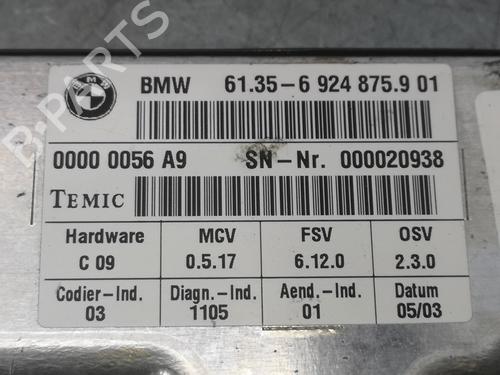 BMW
BMW 61.35-6 924 875.9 01
0000 0056 A9 SN-Nr. 000020938
TEMIC
Hardware MCV FSV OSV
C 09 0.5.17 6.12.0 2.3.0
Codier-Ind. Diagn.-Ind. Aend.-Ind. Datum
03 1105 01 05/03
B-PARTS